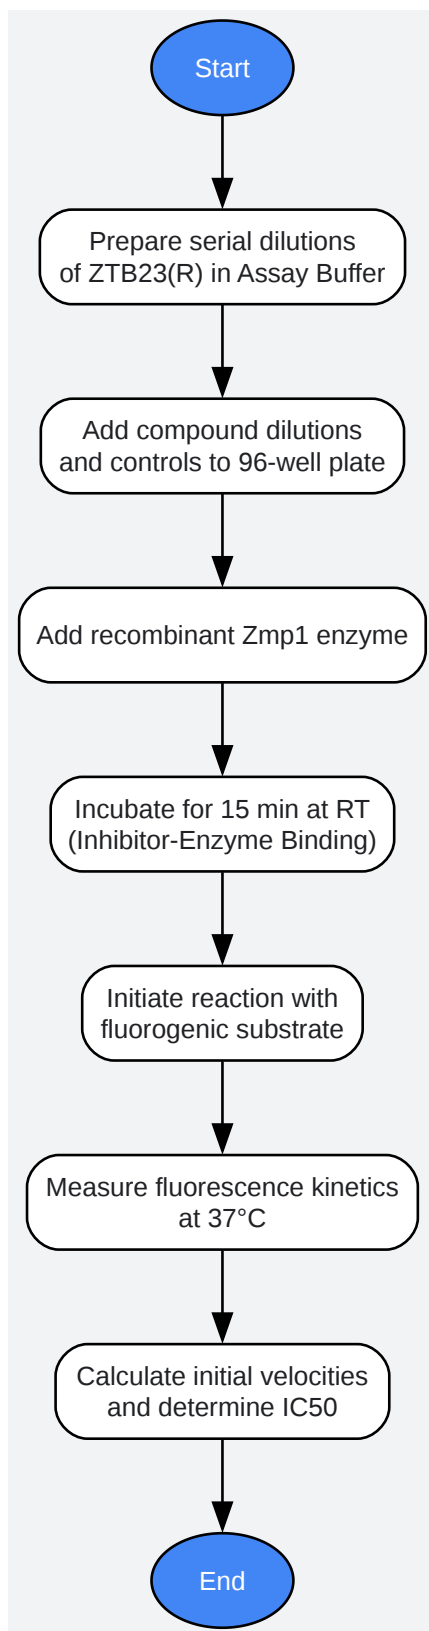 Start
Prepare serial dilutions
of ZTB23(R) in Assay Buffer
Add compound dilutions
and controls to 96-well plate
Add recombinant Zmp1 enzyme
Incubate for 15 min at RT
(Inhibitor-Enzyme Binding)
Initiate reaction with
fluorogenic substrate
Measure fluorescence kinetics
at 37°C
Calculate initial velocities
and determine IC50
End